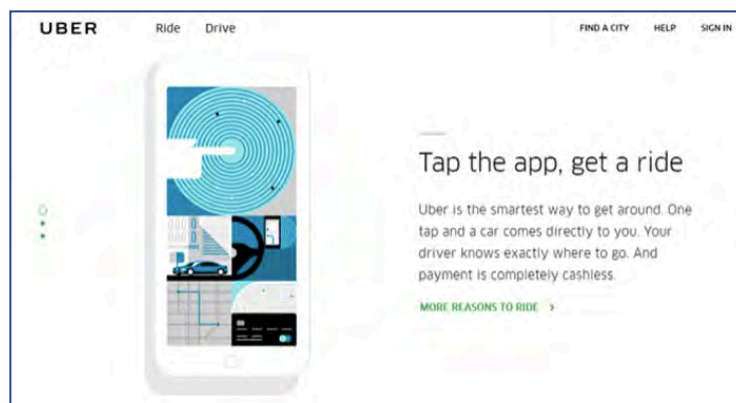 UBER Ride Drive FIND A CITY HELP SIGN IN
Tap the app, get a ride
Uber is the smartest way to get around. One
tap and a car comes directly to you. Your
driver knows exactly where to go. And
payment is completely cashless.
MORE REASONS TO RIDE >